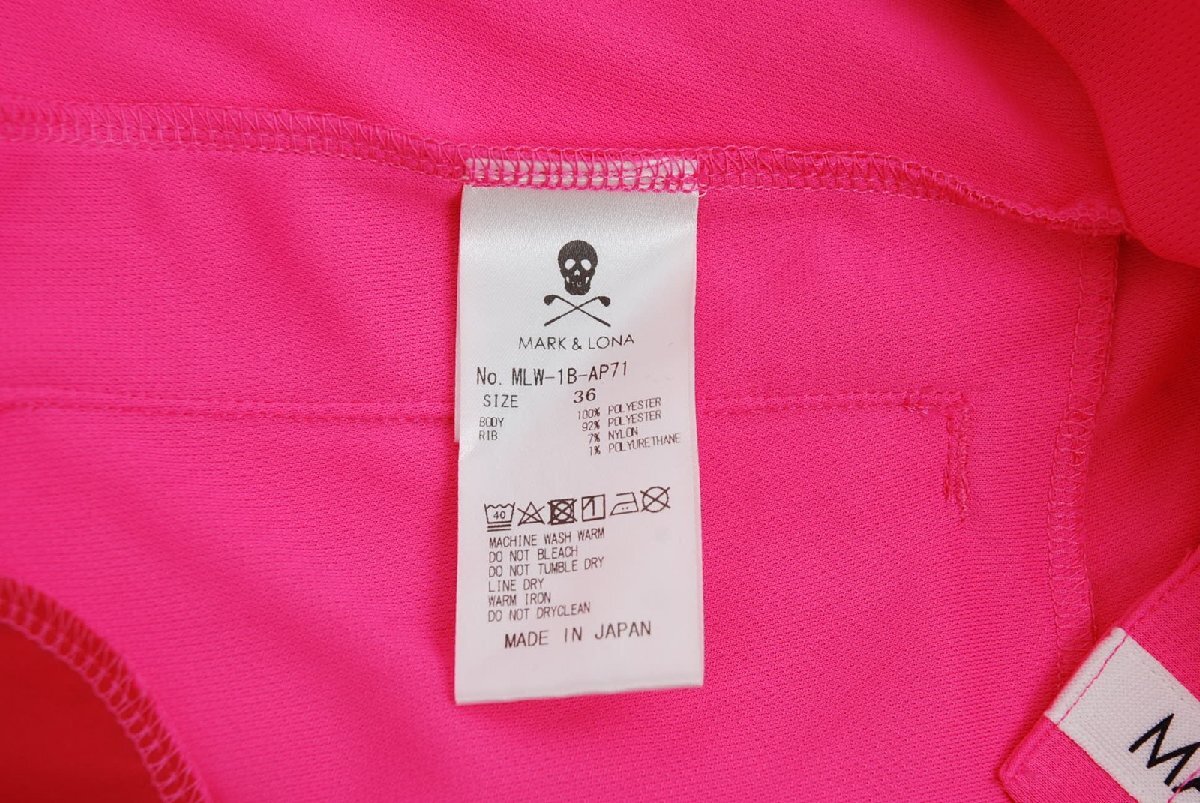 MARK & LONA
No. MLW-1B-AP71
SIZE 36
BODY 100% POLYESTER
RIB 92% POLYESTER
7% NYLON
1% POLYURETHANE
40
MACHINE WASH WARM
DO NOT BLEACH
DO NOT TUMBLE DRY
LINE DRY
WARM IRON
DO NOT DRYCLEAN
MADE IN JAPAN